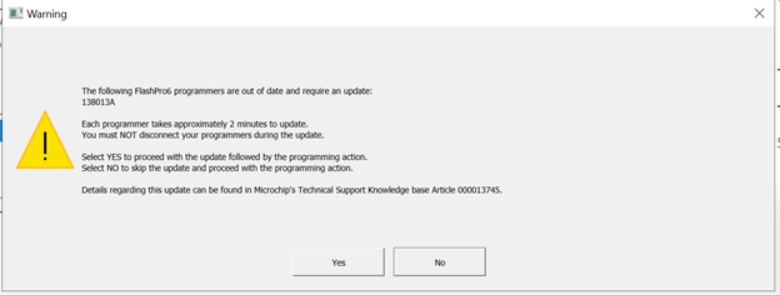 Warning
The following FlashPro6 programmers are out of date and require an update:
138013A
Each programmer takes approximately 2 minutes to update.
You must NOT disconnect your programmers during the update.
Select YES to proceed with the update followed by the programming action.
Select NO to skip the update and proceed with the programming action.
Details regarding this update can be found in Microchip's Technical Support Knowledge base Article 000013745.
Yes
No